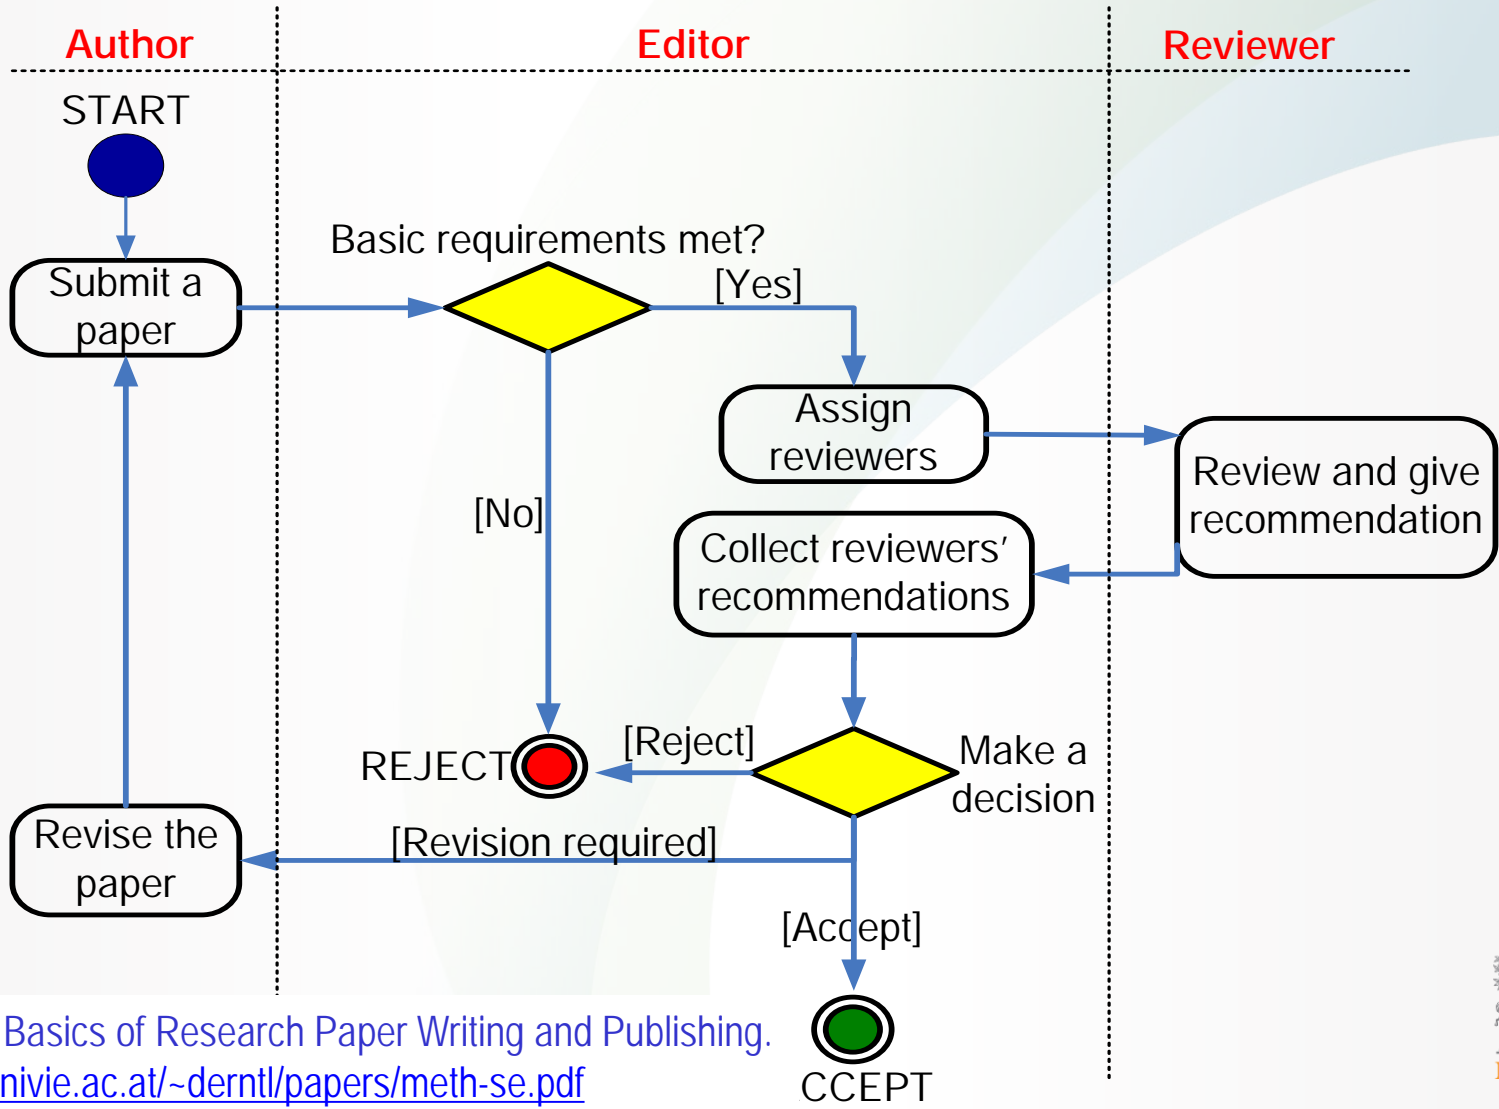 Author
Editor
Reviewer
START
Basic requirements met?
[Yes]
Submit a
paper
Assign
reviewers
Review and give
recommendation
[No]
Collect reviewers’
recommendations
[Reject]
REJECT
Make a
decision
Revise the
paper
[Revision required]
[Accept]
Basics of Research Paper Writing and Publishing.
nivie.ac.at/~derntl/papers/meth-se.pdf
CCEPT